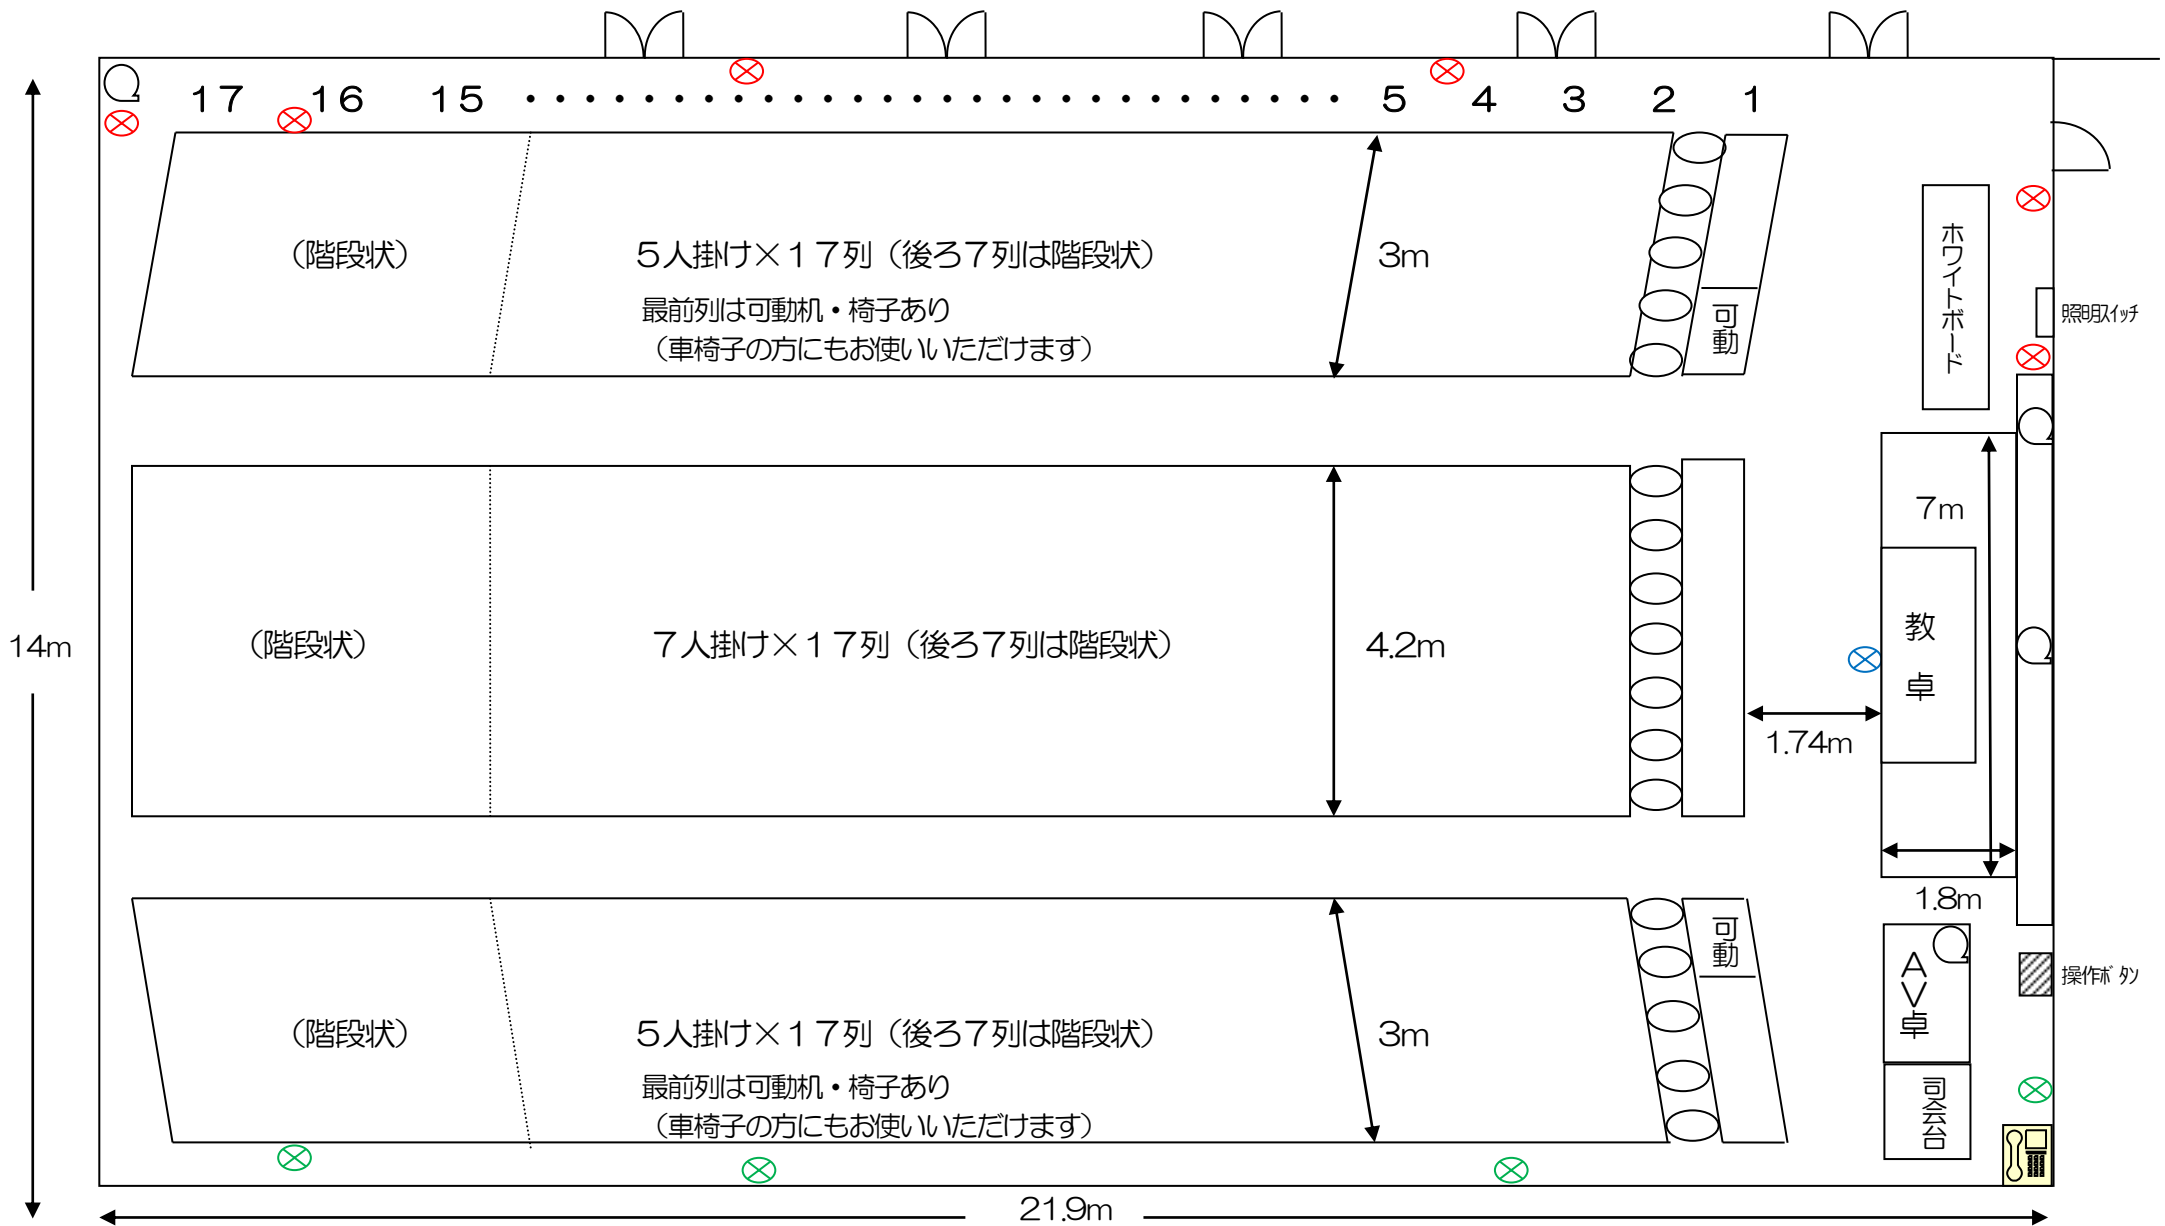 17 16 15 ・・・・・・・・・・・・・・・・・・・・・・・・・・・・ 5 4 3 2 1
（階段状）
５人掛け×１７列（後ろ７列は階段状）
最前列は可動机・椅子あり
（車椅子の方にもお使いいただけます）
3m
可動
ホワイトボード
照明スイッチ
14m
（階段状）
７人掛け×１７列（後ろ７列は階段状）
4.2m
1.74m
7m
教卓
1.8m
（階段状）
５人掛け×１７列（後ろ７列は階段状）
最前列は可動机・椅子あり
（車椅子の方にもお使いいただけます）
3m
可動
AV卓
操作ボタン
司会台
21.9m